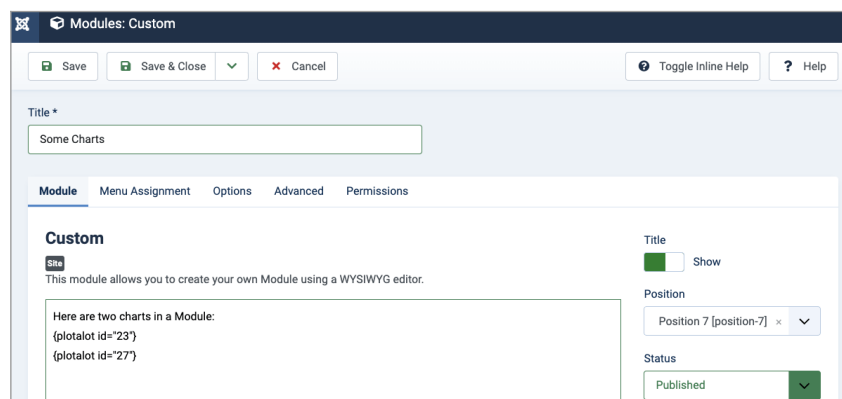 Modules: Custom
Save
Save & Close
Cancel
Toggle Inline Help
? Help
Title *
Some Charts
Module
Menu Assignment
Options
Advanced
Permissions
Custom
Site
This module allows you to create your own Module using a WYSIWYG editor.
Here are two charts in a Module:
{plotalot id="23"}
{plotalot id="27"}
Title
Show
Position
Position 7 [position-7] ×
Status
Published